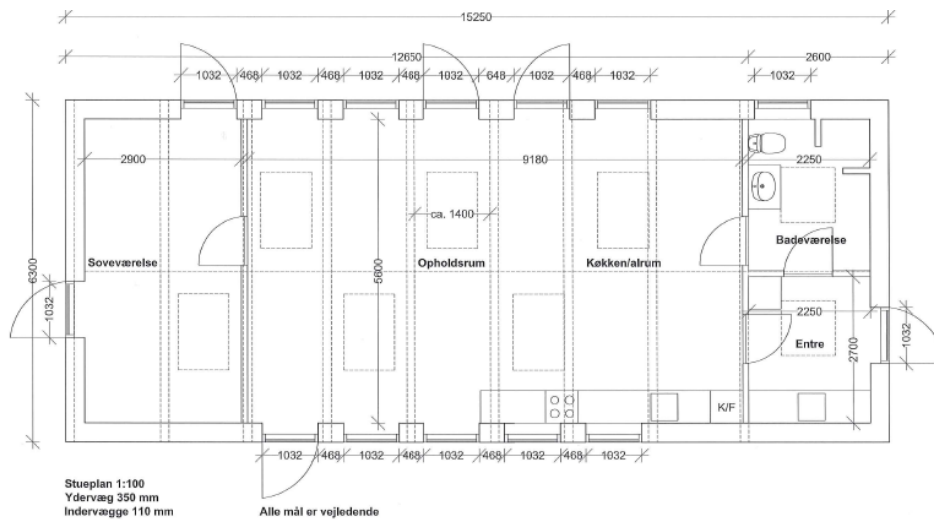 15250
12650 2600
1032 468 1032 468 1032 468 1032 648 1032 468 1032 1032
2900 9180 2250
ca. 1400
Soveværelse Opholdsrum Køkken/alrum Badeværelse
6300 5600
1032 2250 1032
Entre
2700
K/F
1032 468 1032 468 1032 468 1032 468 1032
Stueplan 1:100
Ydervæg 350 mm
Indervægge 110 mm Alle mål er vejledende